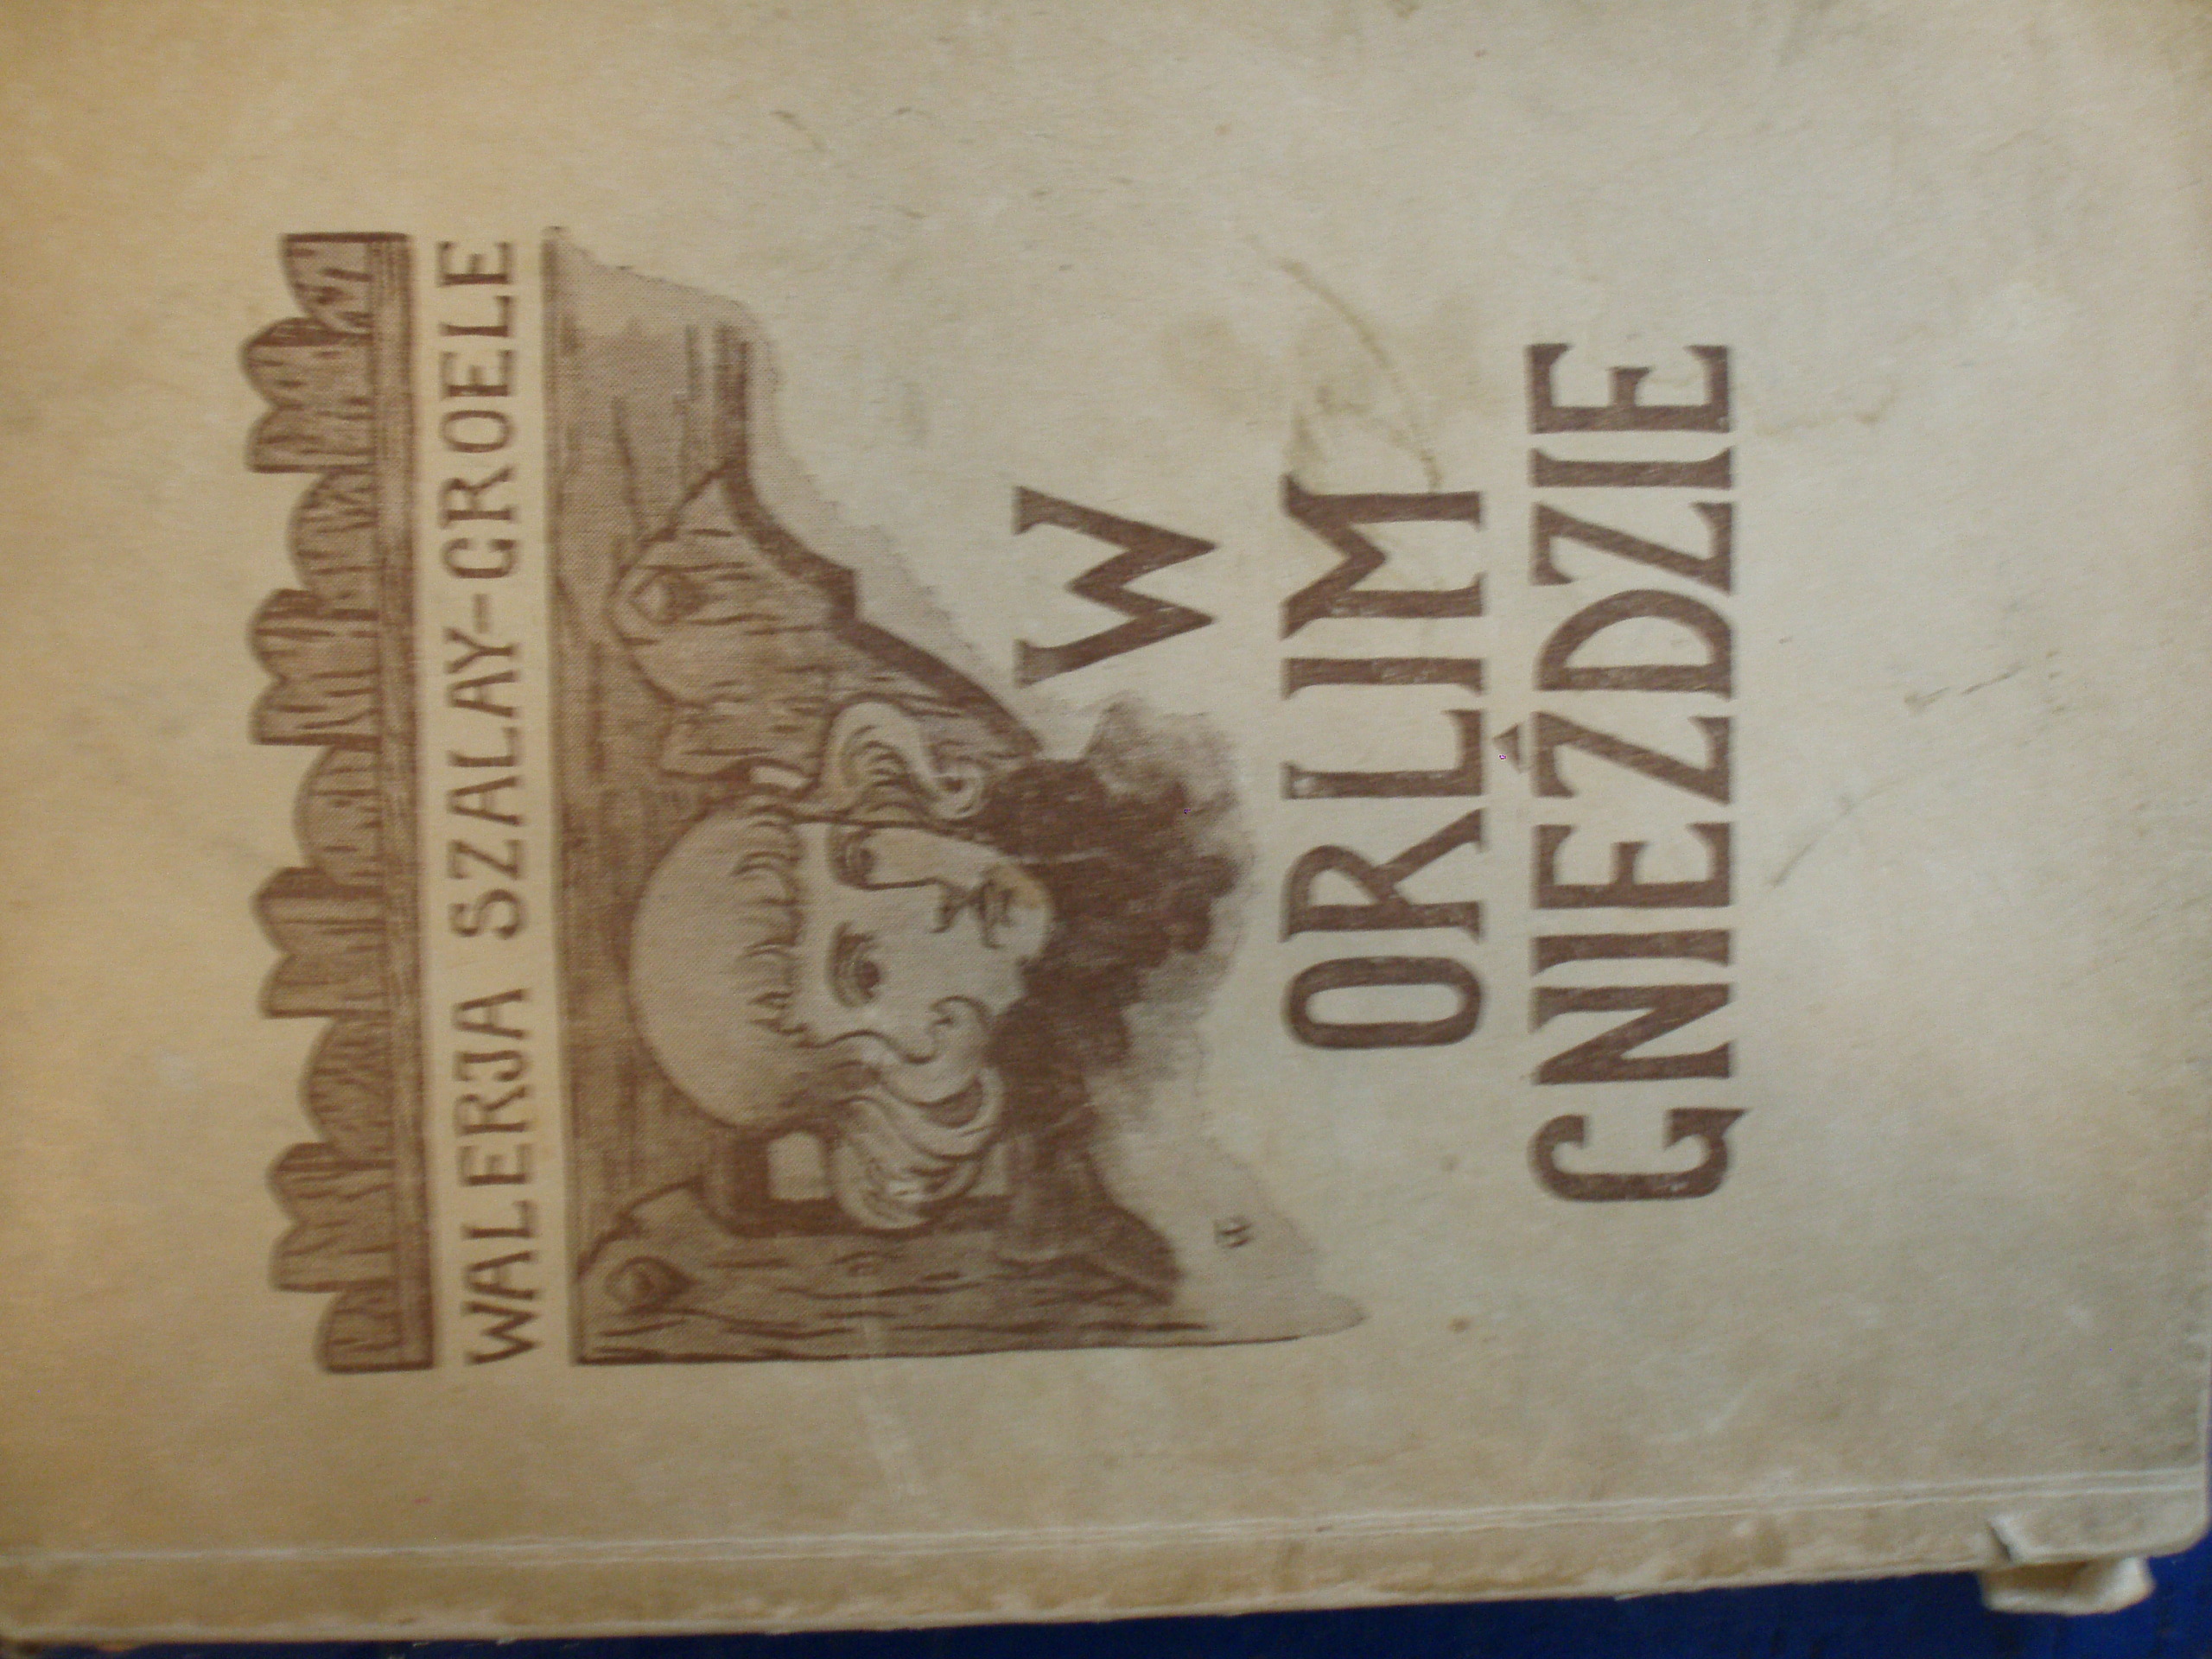 WALERJA SZALAY-GROELE
W
ORLIM
GNIEŹDZIE